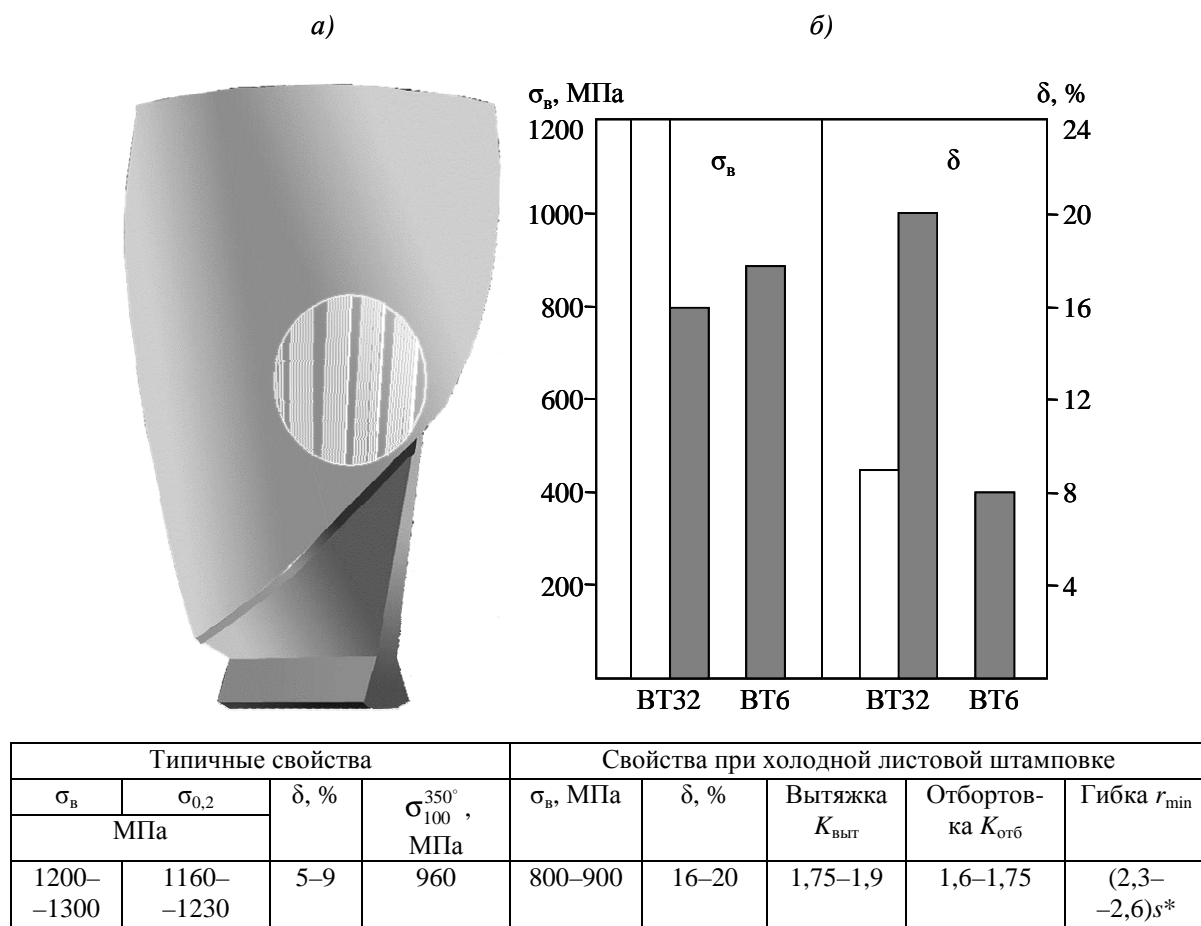 а)
б)
σв, МПа
δ, %
1200
24
σв
δ
1000
20
800
16
600
12
400
8
200
4
ВТ32
ВТ6
ВТ32
ВТ6
Типичные свойства
Свойства при холодной листовой штамповке
σв
σ0,2
МПа
δ, %
σ 350° 100 ,
МПа
σв, МПа
δ, %
Вытяжка
Kвыт
Отбортов-
ка Kотб
Гибка rmin
1200–
–1300
1160–
–1230
5–9
960
800–900
16–20
1,75–1,9
1,6–1,75
(2,3–
–2,6)s*